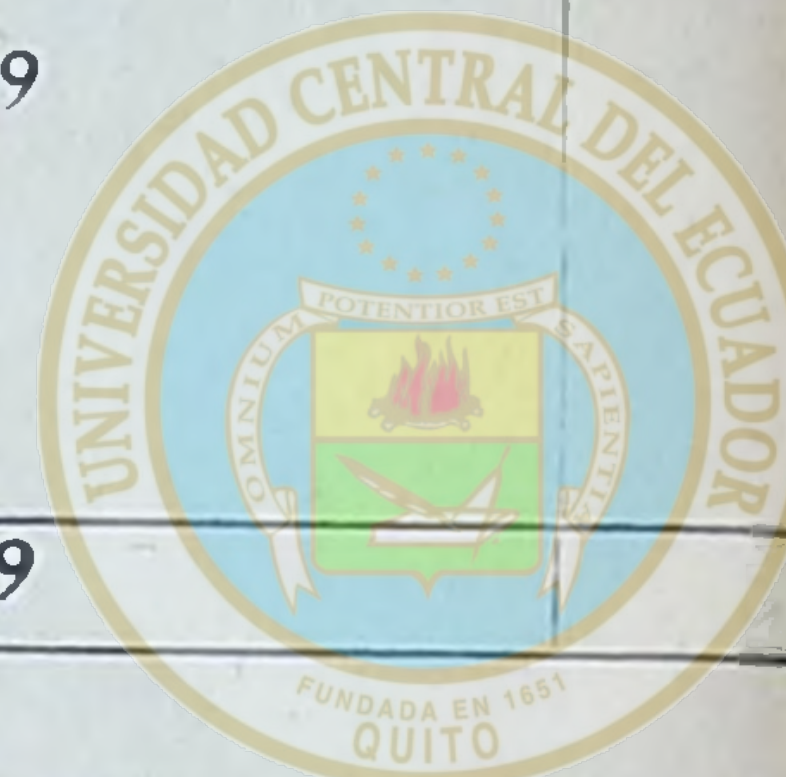 9
UNIVERSIDAD CENTRAL DEL ECUADOR
POTENTIOR EST
OMNIUM
SAPIENTIA
9
FUNDADA EN 1651
QUITO